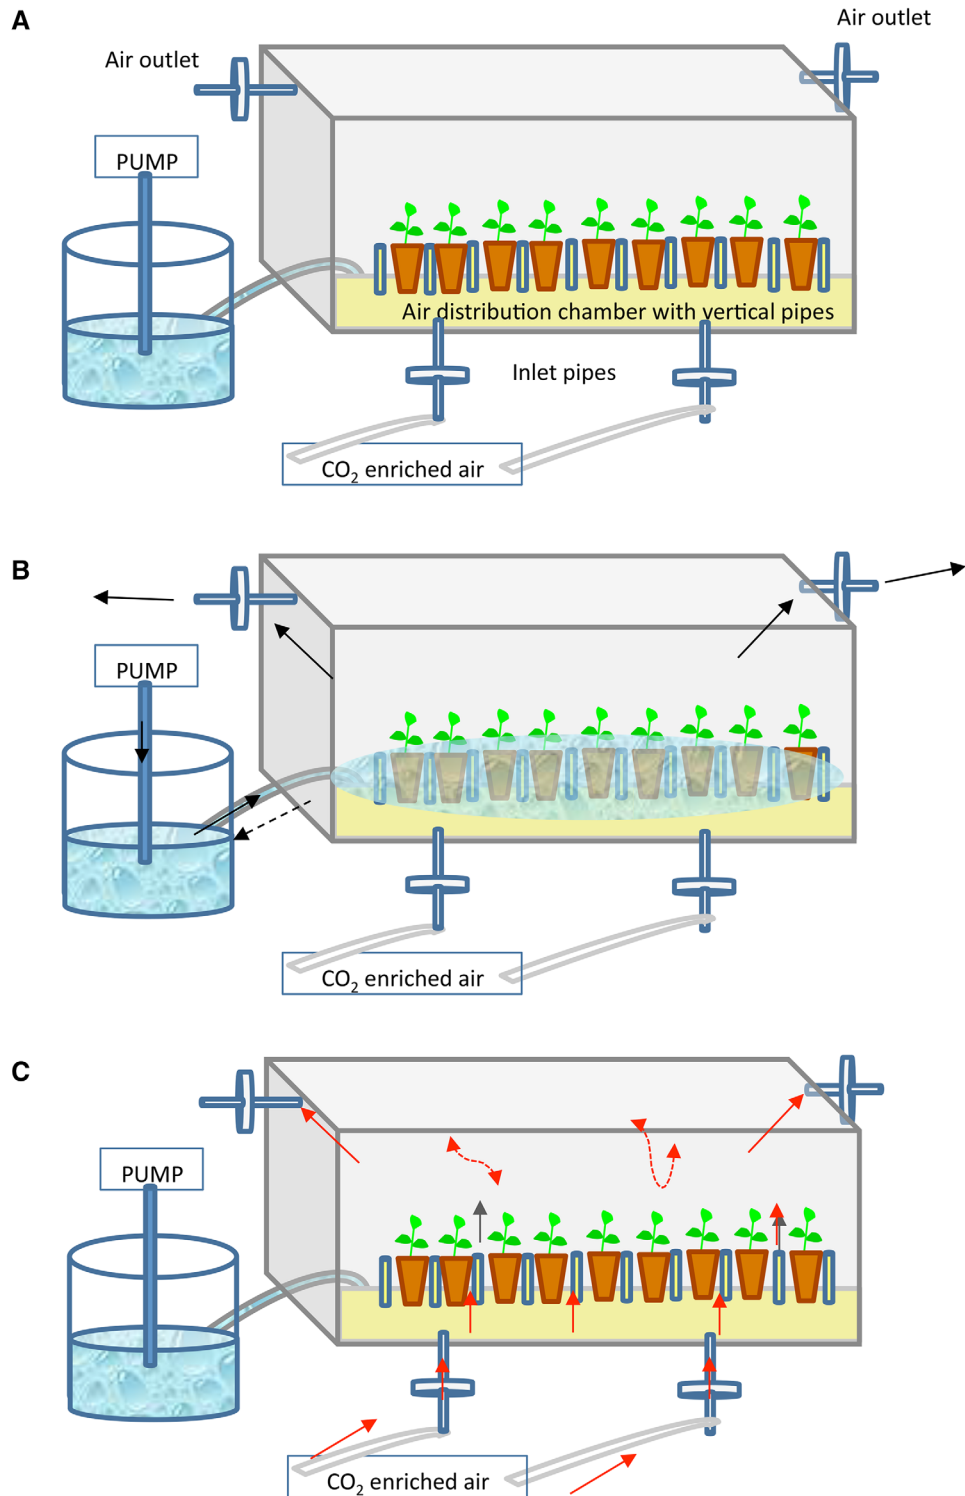 A
Air outlet
Air outlet
PUMP
Air distribution chamber with vertical pipes
Inlet pipes
CO₂ enriched air
B
PUMP
CO₂ enriched air
C
PUMP
CO₂ enriched air